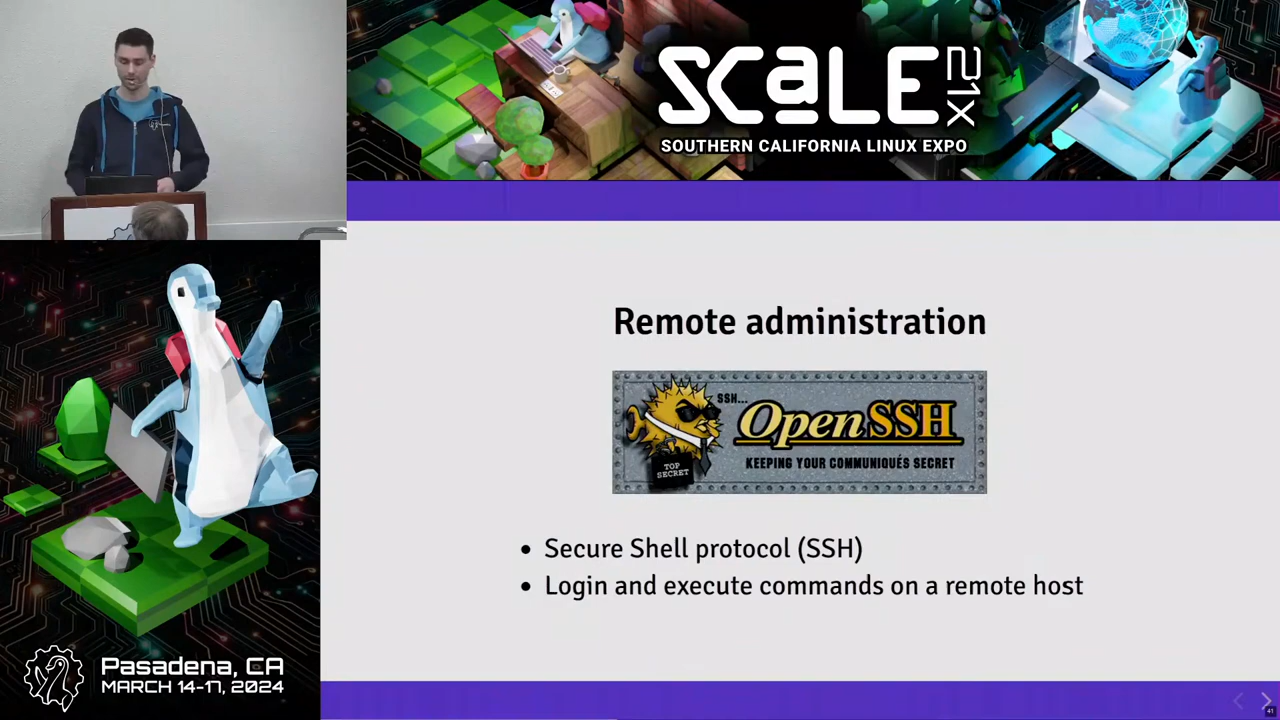 SCaLE 21x
SOUTHERN CALIFORNIA LINUX EXPO
Remote administration
SSH...
OpenSSH
KEEPING YOUR COMMUNIQUÉS SECRET
TOP
SECRET
• Secure Shell protocol (SSH)
• Login and execute commands on a remote host
Pasadena, CA
MARCH 14-17, 2024
41